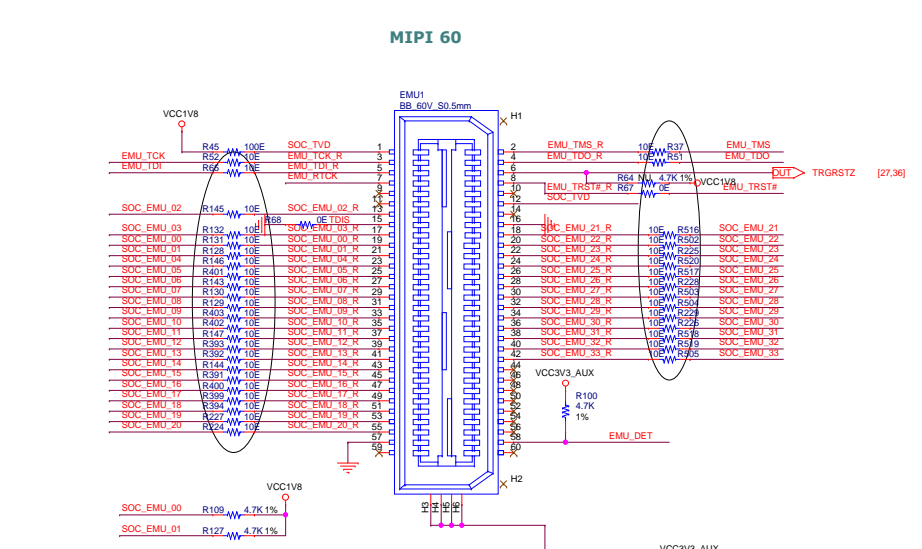 MIPI 60
EMU1
BB_60V_S0.5mm
VCC1V8
H1
R45 100E SOC_TVD 1
EMU_TCK R52 10E EMU_TCK_R 3
EMU_TDI R65 10E EMU_TDI_R 5
EMU_RTCK 7
9
11
SOC_EMU_02 R145 10E SOC_EMU_02_R 13
R68 0E TDIS 15
SOC_EMU_03 R132 10E SOC_EMU_03_R 17
SOC_EMU_00 R131 10E SOC_EMU_00_R 19
SOC_EMU_01 R128 10E SOC_EMU_01_R 21
SOC_EMU_04 R146 10E SOC_EMU_04_R 23
SOC_EMU_05 R401 10E SOC_EMU_05_R 25
SOC_EMU_06 R143 10E SOC_EMU_06_R 27
SOC_EMU_07 R130 10E SOC_EMU_07_R 29
SOC_EMU_08 R129 10E SOC_EMU_08_R 31
SOC_EMU_09 R403 10E SOC_EMU_09_R 33
SOC_EMU_10 R402 10E SOC_EMU_10_R 35
SOC_EMU_11 R147 10E SOC_EMU_11_R 37
SOC_EMU_12 R393 10E SOC_EMU_12_R 39
SOC_EMU_13 R392 10E SOC_EMU_13_R 41
SOC_EMU_14 R144 10E SOC_EMU_14_R 43
SOC_EMU_15 R391 10E SOC_EMU_15_R 45
SOC_EMU_16 R400 10E SOC_EMU_16_R 47
SOC_EMU_17 R399 10E SOC_EMU_17_R 49
SOC_EMU_18 R394 10E SOC_EMU_18_R 51
SOC_EMU_19 R227 10E SOC_EMU_19_R 53
SOC_EMU_20 R224 10E SOC_EMU_20_R 55
57
59
2 EMU_TMS_R 10E R37 EMU_TMS
4 EMU_TDO_R 10E R51 EMU_TDO
6 OUT TRGRSTZ [27,36]
8 R64 NU 4.7K 1% VCC1V8
10 EMU_TRST#_R R67 0E EMU_TRST#
12 SOC_TVD
14
16
18 SOC_EMU_21_R 10E R516 SOC_EMU_21
20 SOC_EMU_22_R 10E R502 SOC_EMU_22
22 SOC_EMU_23_R 10E R225 SOC_EMU_23
24 SOC_EMU_24_R 10E R520 SOC_EMU_24
26 SOC_EMU_25_R 10E R517 SOC_EMU_25
28 SOC_EMU_26_R 10E R228 SOC_EMU_26
30 SOC_EMU_27_R 10E R503 SOC_EMU_27
32 SOC_EMU_28_R 10E R504 SOC_EMU_28
34 SOC_EMU_29_R 10E R229 SOC_EMU_29
36 SOC_EMU_30_R 10E R226 SOC_EMU_30
38 SOC_EMU_31_R 10E R518 SOC_EMU_31
40 SOC_EMU_32_R 10E R519 SOC_EMU_32
42 SOC_EMU_33_R 10E R505 SOC_EMU_33
44
46
48
50
52
54
56
58 EMU_DET
60
VCC3V3_AUX
R100
4.7K
1%
H2
H3
H4
H5
H6
VCC1V8
SOC_EMU_00 R109 4.7K 1%
SOC_EMU_01 R127 4.7K 1%
VCC3V3_AUX